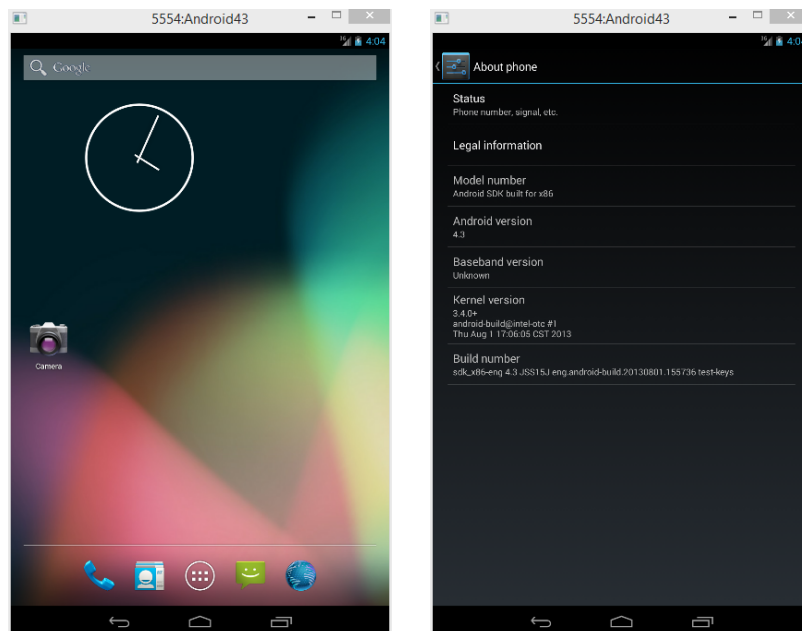 5554:Android43
3G 4:04
Google
Camera
5554:Android43
3G 4:04
About phone
Status
Phone number, signal, etc.
Legal information
Model number
Android SDK built for x86
Android version
4.3
Baseband version
Unknown
Kernel version
3.4.0+
android-build@intel-otc #1
Thu Aug 1 17:06:05 CST 2013
Build number
sdk_x86-eng 4.3 JSS15J eng.android-build.20130801.155736 test-keys